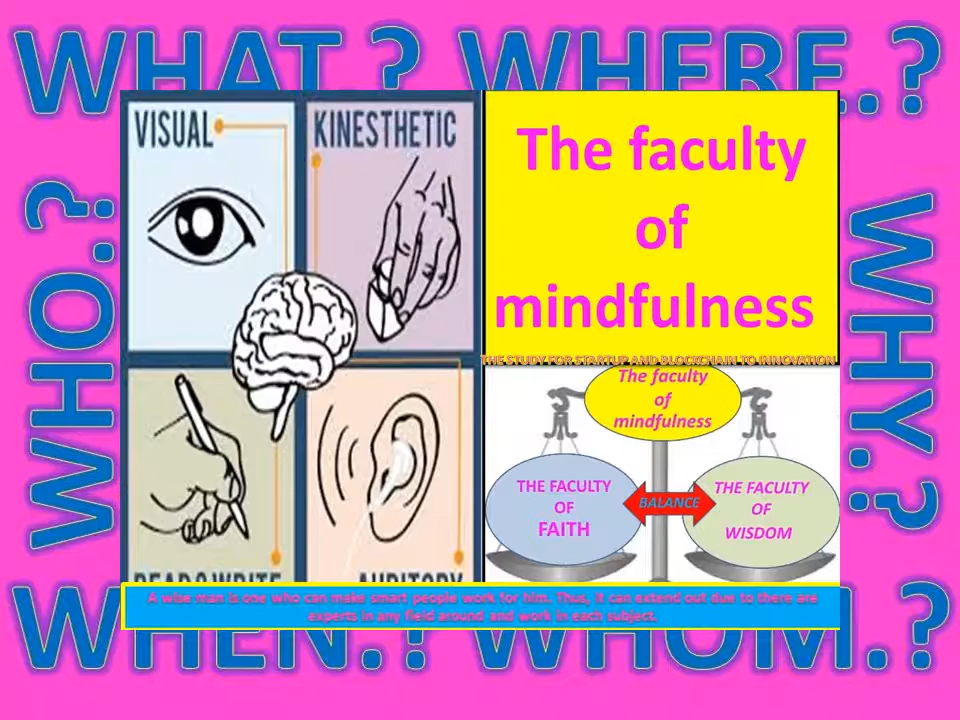 WHAT.? WHERE.?
WHO.?
WHY.?
VISUAL
KINESTHETIC
The faculty
of
mindfulness
THE STUDY FOR STARTUP AND BLOCKCHAIN TO INNOVATION
The faculty
of
mindfulness
THE FACULTY
OF
FAITH
BALANCE
THE FACULTY
OF
WISDOM
READ & WRITE
AUDITORY
A wise man is one who can make smart people work for him. Thus, it can extend out due to there are
experts in any field around and work in each subject.
WHEN.? WHOM.?